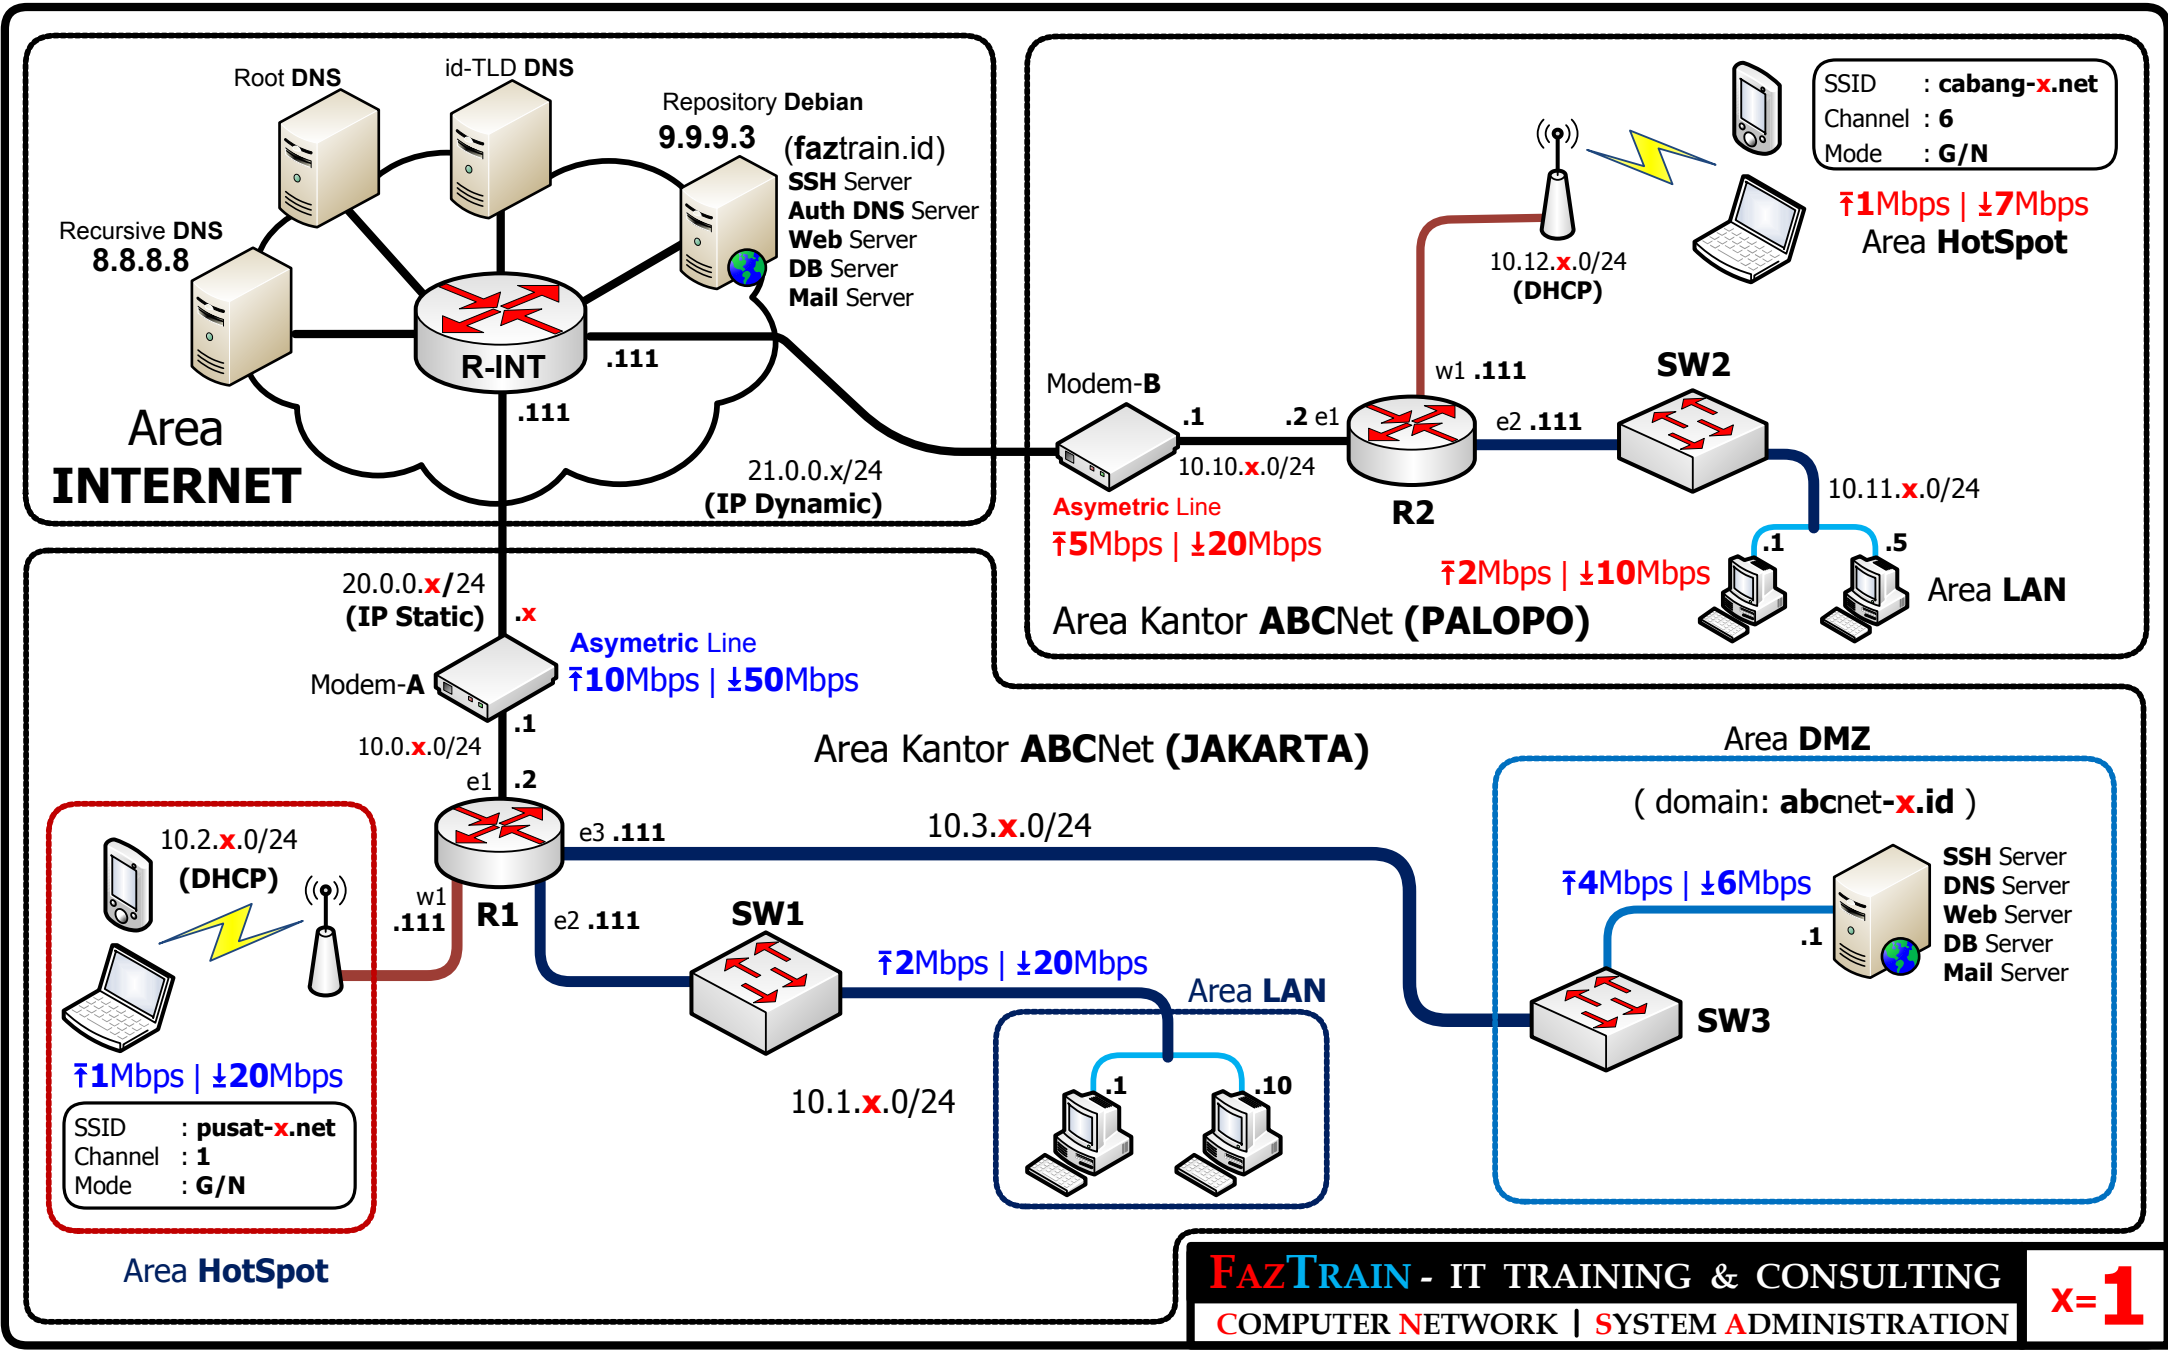 Root DNS
id-TLD DNS
Repository Debian
9.9.9.3
(faztrain.id)
SSH Server
Auth DNS Server
Web Server
DB Server
Mail Server
Recursive DNS
8.8.8.8
R-INT
.111
.111
Area
INTERNET
21.0.0.x/24
(IP Dynamic)
SSID : cabang-x.net
Channel : 6
Mode : G/N
↑1Mbps | ↓7Mbps
Area HotSpot
10.12.x.0/24
(DHCP)
w1 .111
SW2
Modem-B
.1
.2 e1
e2 .111
10.10.x.0/24
R2
10.11.x.0/24
Asymetric Line
↑5Mbps | ↓20Mbps
↑2Mbps | ↓10Mbps
.1
.5
Area LAN
Area Kantor ABCNet (PALOPO)
20.0.0.x/24
(IP Static)
.x
Asymetric Line
↑10Mbps | ↓50Mbps
Modem-A
.1
10.0.x.0/24
e1 .2
Area Kantor ABCNet (JAKARTA)
Area DMZ
( domain: abcnet-x.id )
10.3.x.0/24
e3 .111
10.2.x.0/24
(DHCP)
w1
.111
R1
e2 .111
SW1
↑2Mbps | ↓20Mbps
Area LAN
↑4Mbps | ↓6Mbps
.1
SSH Server
DNS Server
Web Server
DB Server
Mail Server
SW3
↑1Mbps | ↓20Mbps
10.1.x.0/24
.1
.10
SSID : pusat-x.net
Channel : 1
Mode : G/N
Area HotSpot
FAZTRAIN - IT TRAINING & CONSULTING
COMPUTER NETWORK | SYSTEM ADMINISTRATION
x=1